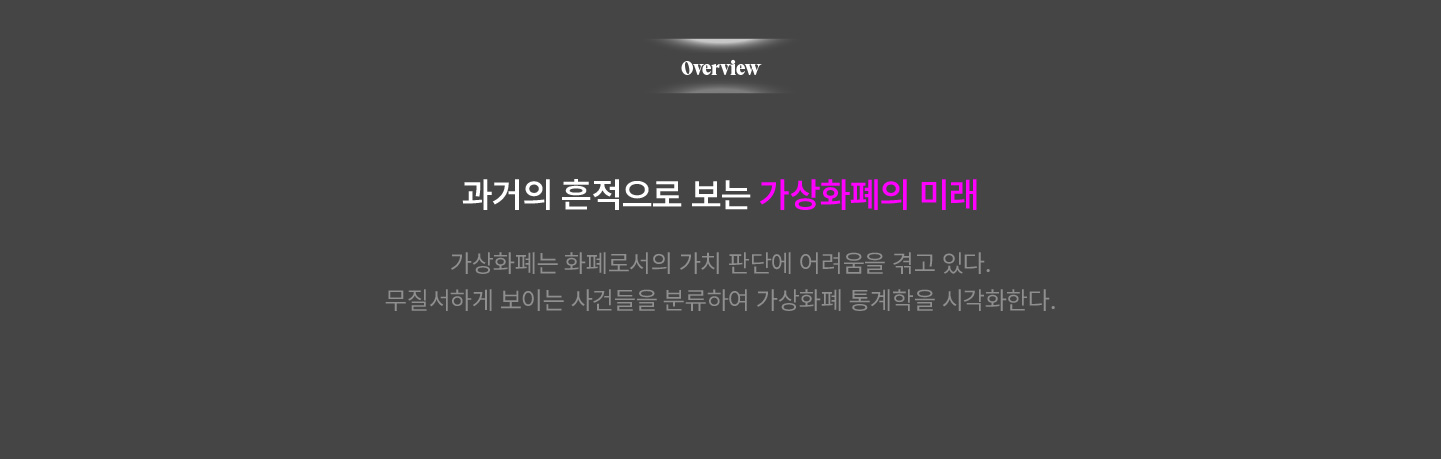 Overview
과거의 흔적으로 보는 가상화폐의 미래
가상화폐는 화폐로서의 가치 판단에 어려움을 겪고 있다.
무질서하게 보이는 사건들을 분류하여 가상화폐 통계학을 시각화한다.